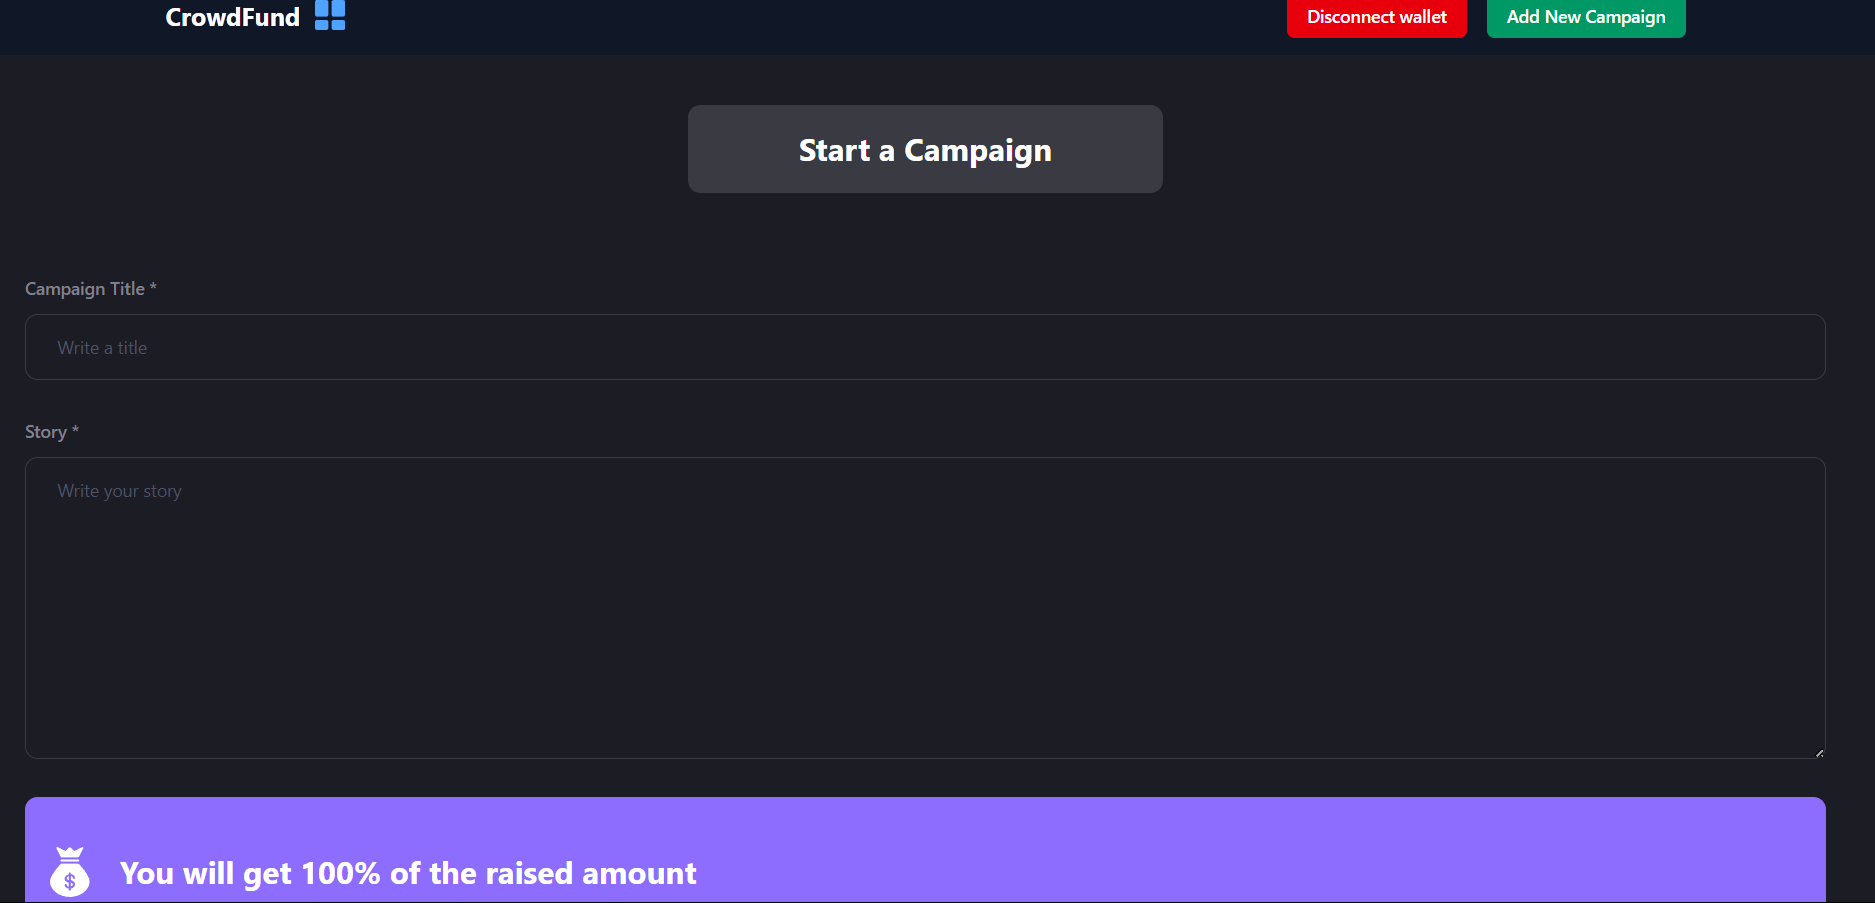 CrowdFund
Disconnect wallet
Add New Campaign
Start a Campaign
Campaign Title *
Write a title
Story *
Write your story
$
You will get 100% of the raised amount